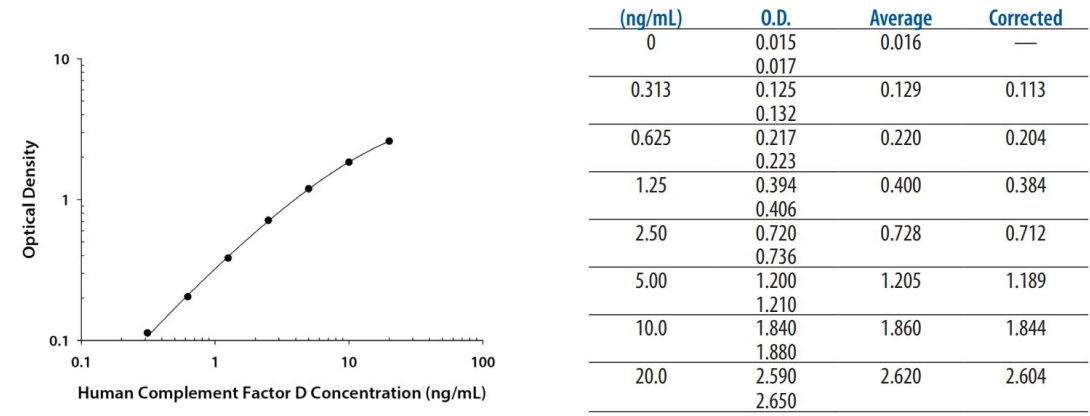 10
1
0.1
Optical Density
0.1 1 10 100
Human Complement Factor D Concentration (ng/mL)
(ng/mL) O.D. Average Corrected
0 0.015 0.016 —
0.017
0.313 0.125 0.129 0.113
0.132
0.625 0.217 0.220 0.204
0.223
1.25 0.394 0.400 0.384
0.406
2.50 0.720 0.728 0.712
0.736
5.00 1.200 1.205 1.189
1.210
10.0 1.840 1.860 1.844
1.880
20.0 2.590 2.620 2.604
2.650